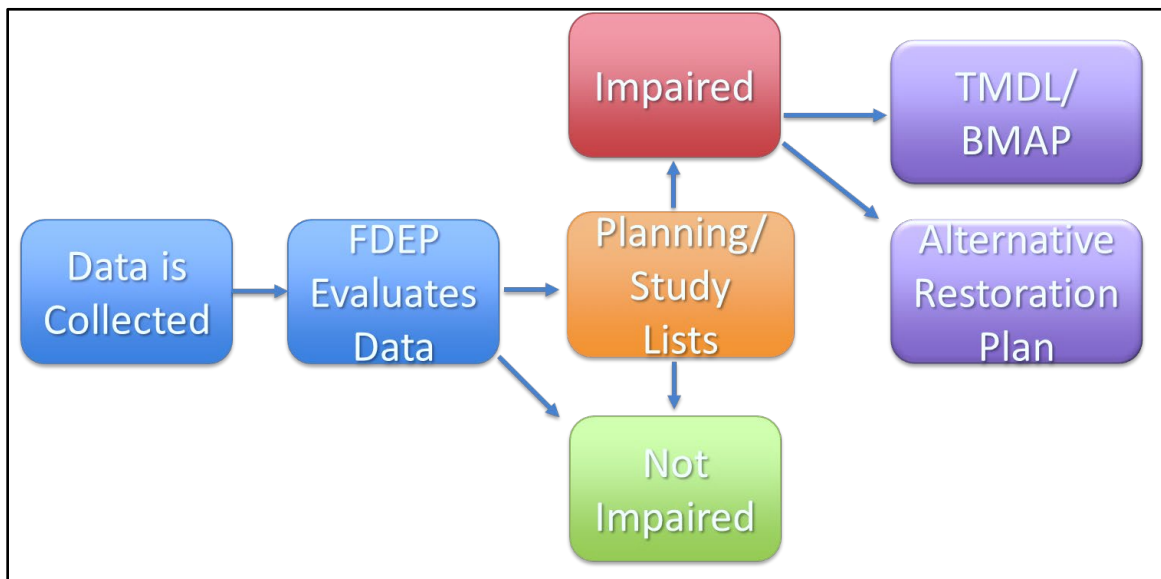 Data is
Collected
FDEP
Evaluates
Data
Planning/
Study
Lists
Impaired
Not
Impaired
TMDL/
BMAP
Alternative
Restoration
Plan